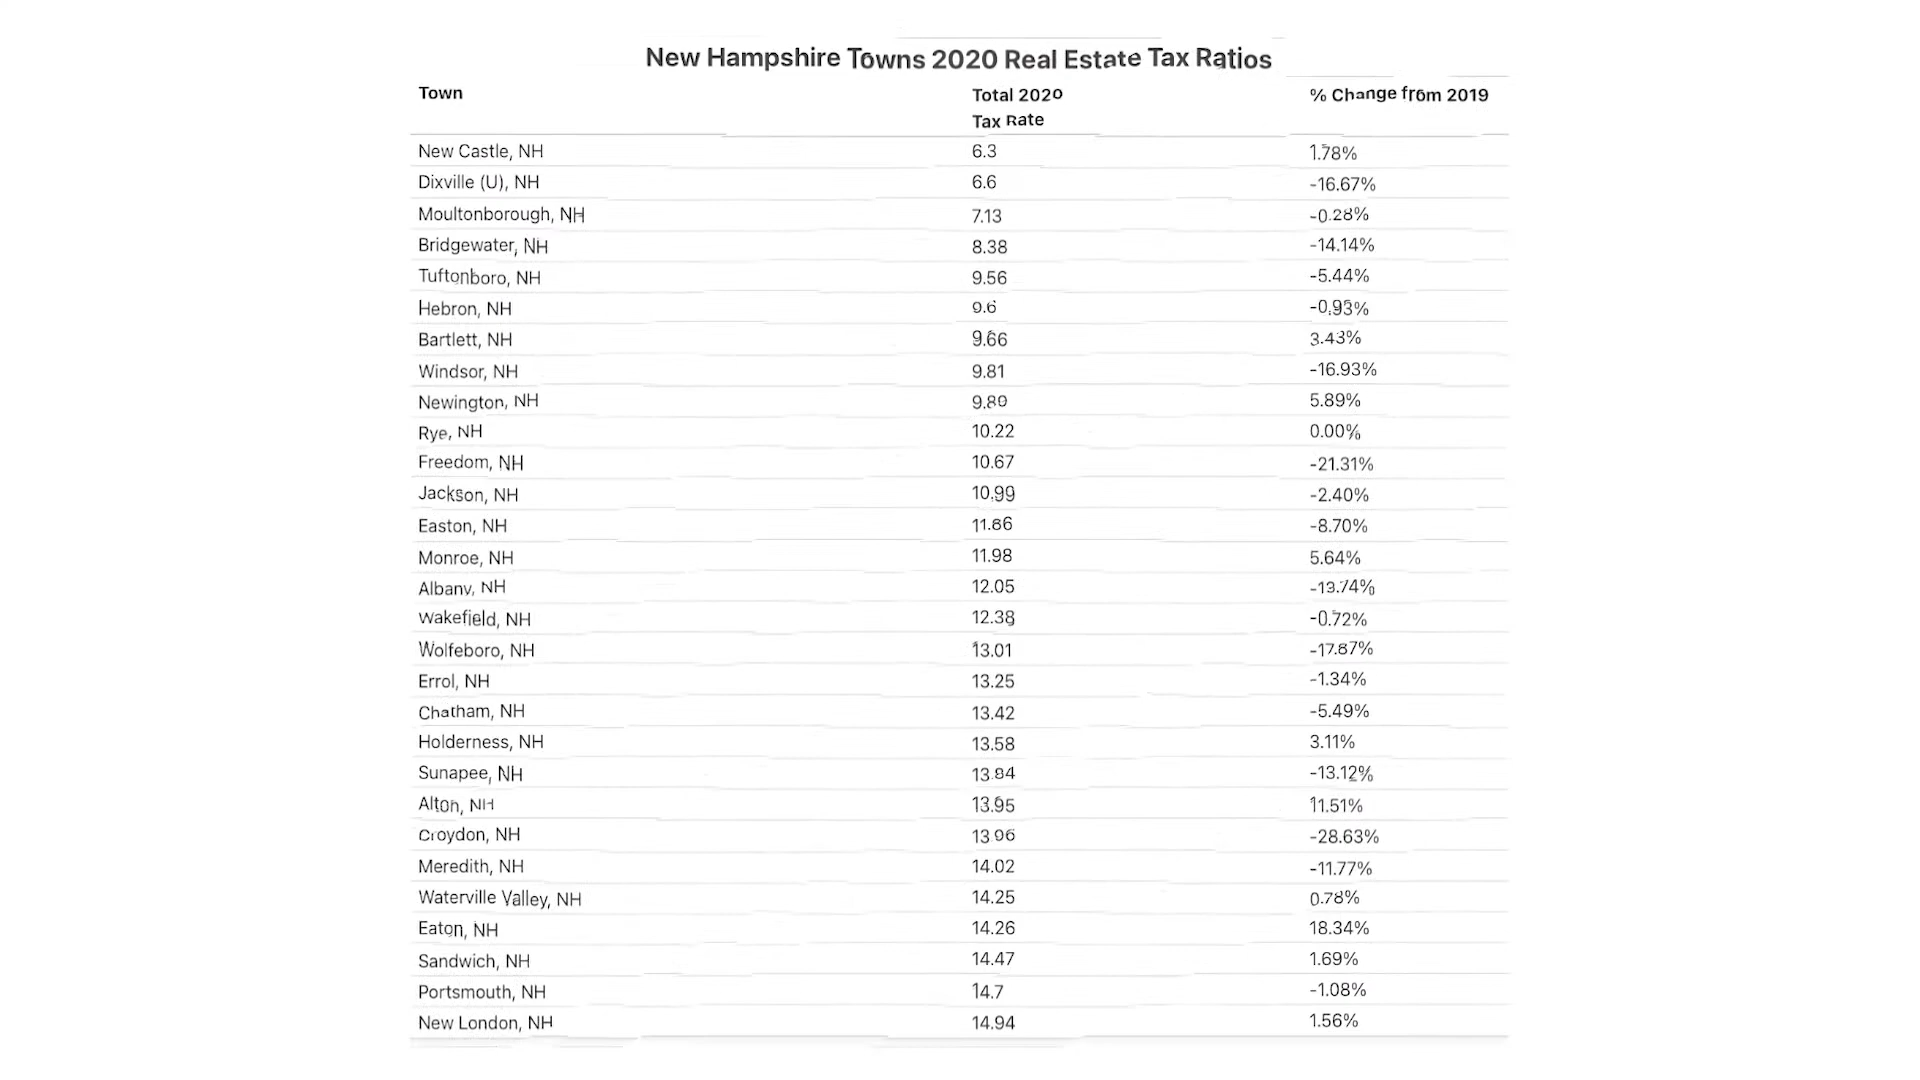 New Hampshire Towns 2020 Real Estate Tax Ratios
Town Total 2020 Tax Rate % Change from 2019
New Castle, NH 6.3 1.78%
Dixville (U), NH 6.6 -16.67%
Moultonborough, NH 7.13 -0.28%
Bridgewater, NH 8.38 -14.14%
Tuftonboro, NH 9.56 -5.44%
Hebron, NH 9.6 -0.93%
Bartlett, NH 9.66 3.43%
Windsor, NH 9.81 -16.93%
Newington, NH 5.89%
Rye, NH 10.22 0.00%
Freedom, NH 10.67 -21.31%
Jackson, NH 10.99 -2.40%
Easton, NH -8.70%
Monroe, NH 11.98 5.64%
Albany, NH 12.05 -13.74%
Wakefield, NH 12.38 -0.72%
Wolfeboro, NH 13.01
Errol, NH 13.25 -1.34%
Chatham, NH 13.42 -5.49%
Holderness, NH 13.58 3.11%
Sunapee, NH 13.84 -13.12%
Alton, NH 13.95 11.51%
Croydon, NH 13.96 -28.63%
Meredith, NH 14.02 -11.77%
Waterville Valley, NH 14.25 0.78%
Eaton, NH 14.26 18.34%
Sandwich, NH 14.47 1.69%
Portsmouth, NH 14.7 -1.08%
New London, NH 14.94 1.56%